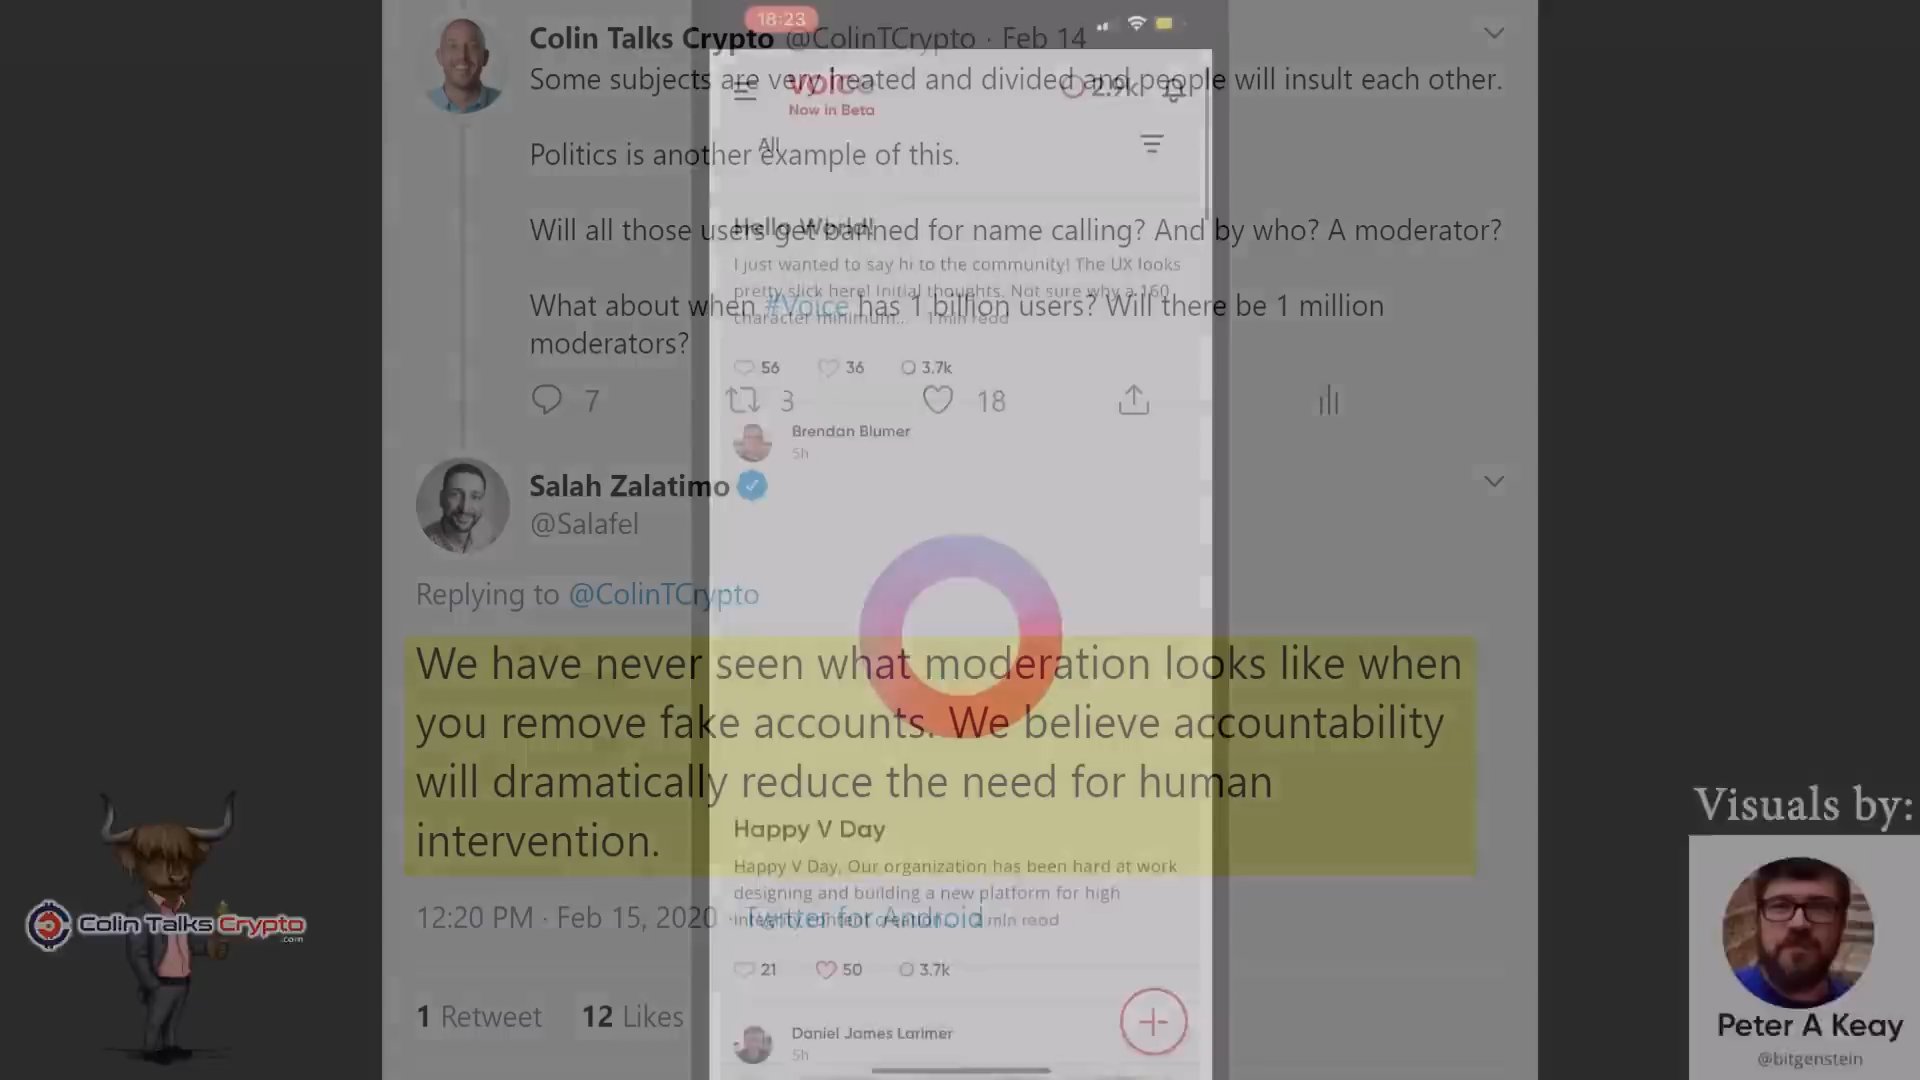 Colin Talks Crypto @ColinTCrypto · Feb 14
Some subjects are very heated and divided and people will insult each other.
Politics is another example of this.
Will all those users get banned for name calling? And by who? A moderator?
What about when #Voice has 1 billion users? Will there be 1 million
moderators?
7 3 18
Salah Zalatimo
@Salafel
Replying to @ColinTCrypto
We have never seen what moderation looks like when
you remove fake accounts. We believe accountability
will dramatically reduce the need for human
intervention.
12:20 PM · Feb 15, 2020 · Twitter for Android
1 Retweet 12 Likes
18:23
Voice
2.9k
Now in Beta
All
Hello World!
I just wanted to say hi to the community! The UX looks
pretty slick here! Initial thoughts. Not sure why a 160
character minimum... 1 min read
56 36 3.7k
Brendan Blumer
5h
Happy V Day
Happy V Day, Our organization has been hard at work
designing and building a new platform for high
integrity content creation. min read
21 50 3.7k
Daniel James Larimer
5h
Colin Talks Crypto
.com
Visuals by:
Peter A Keay
@bitgenstein